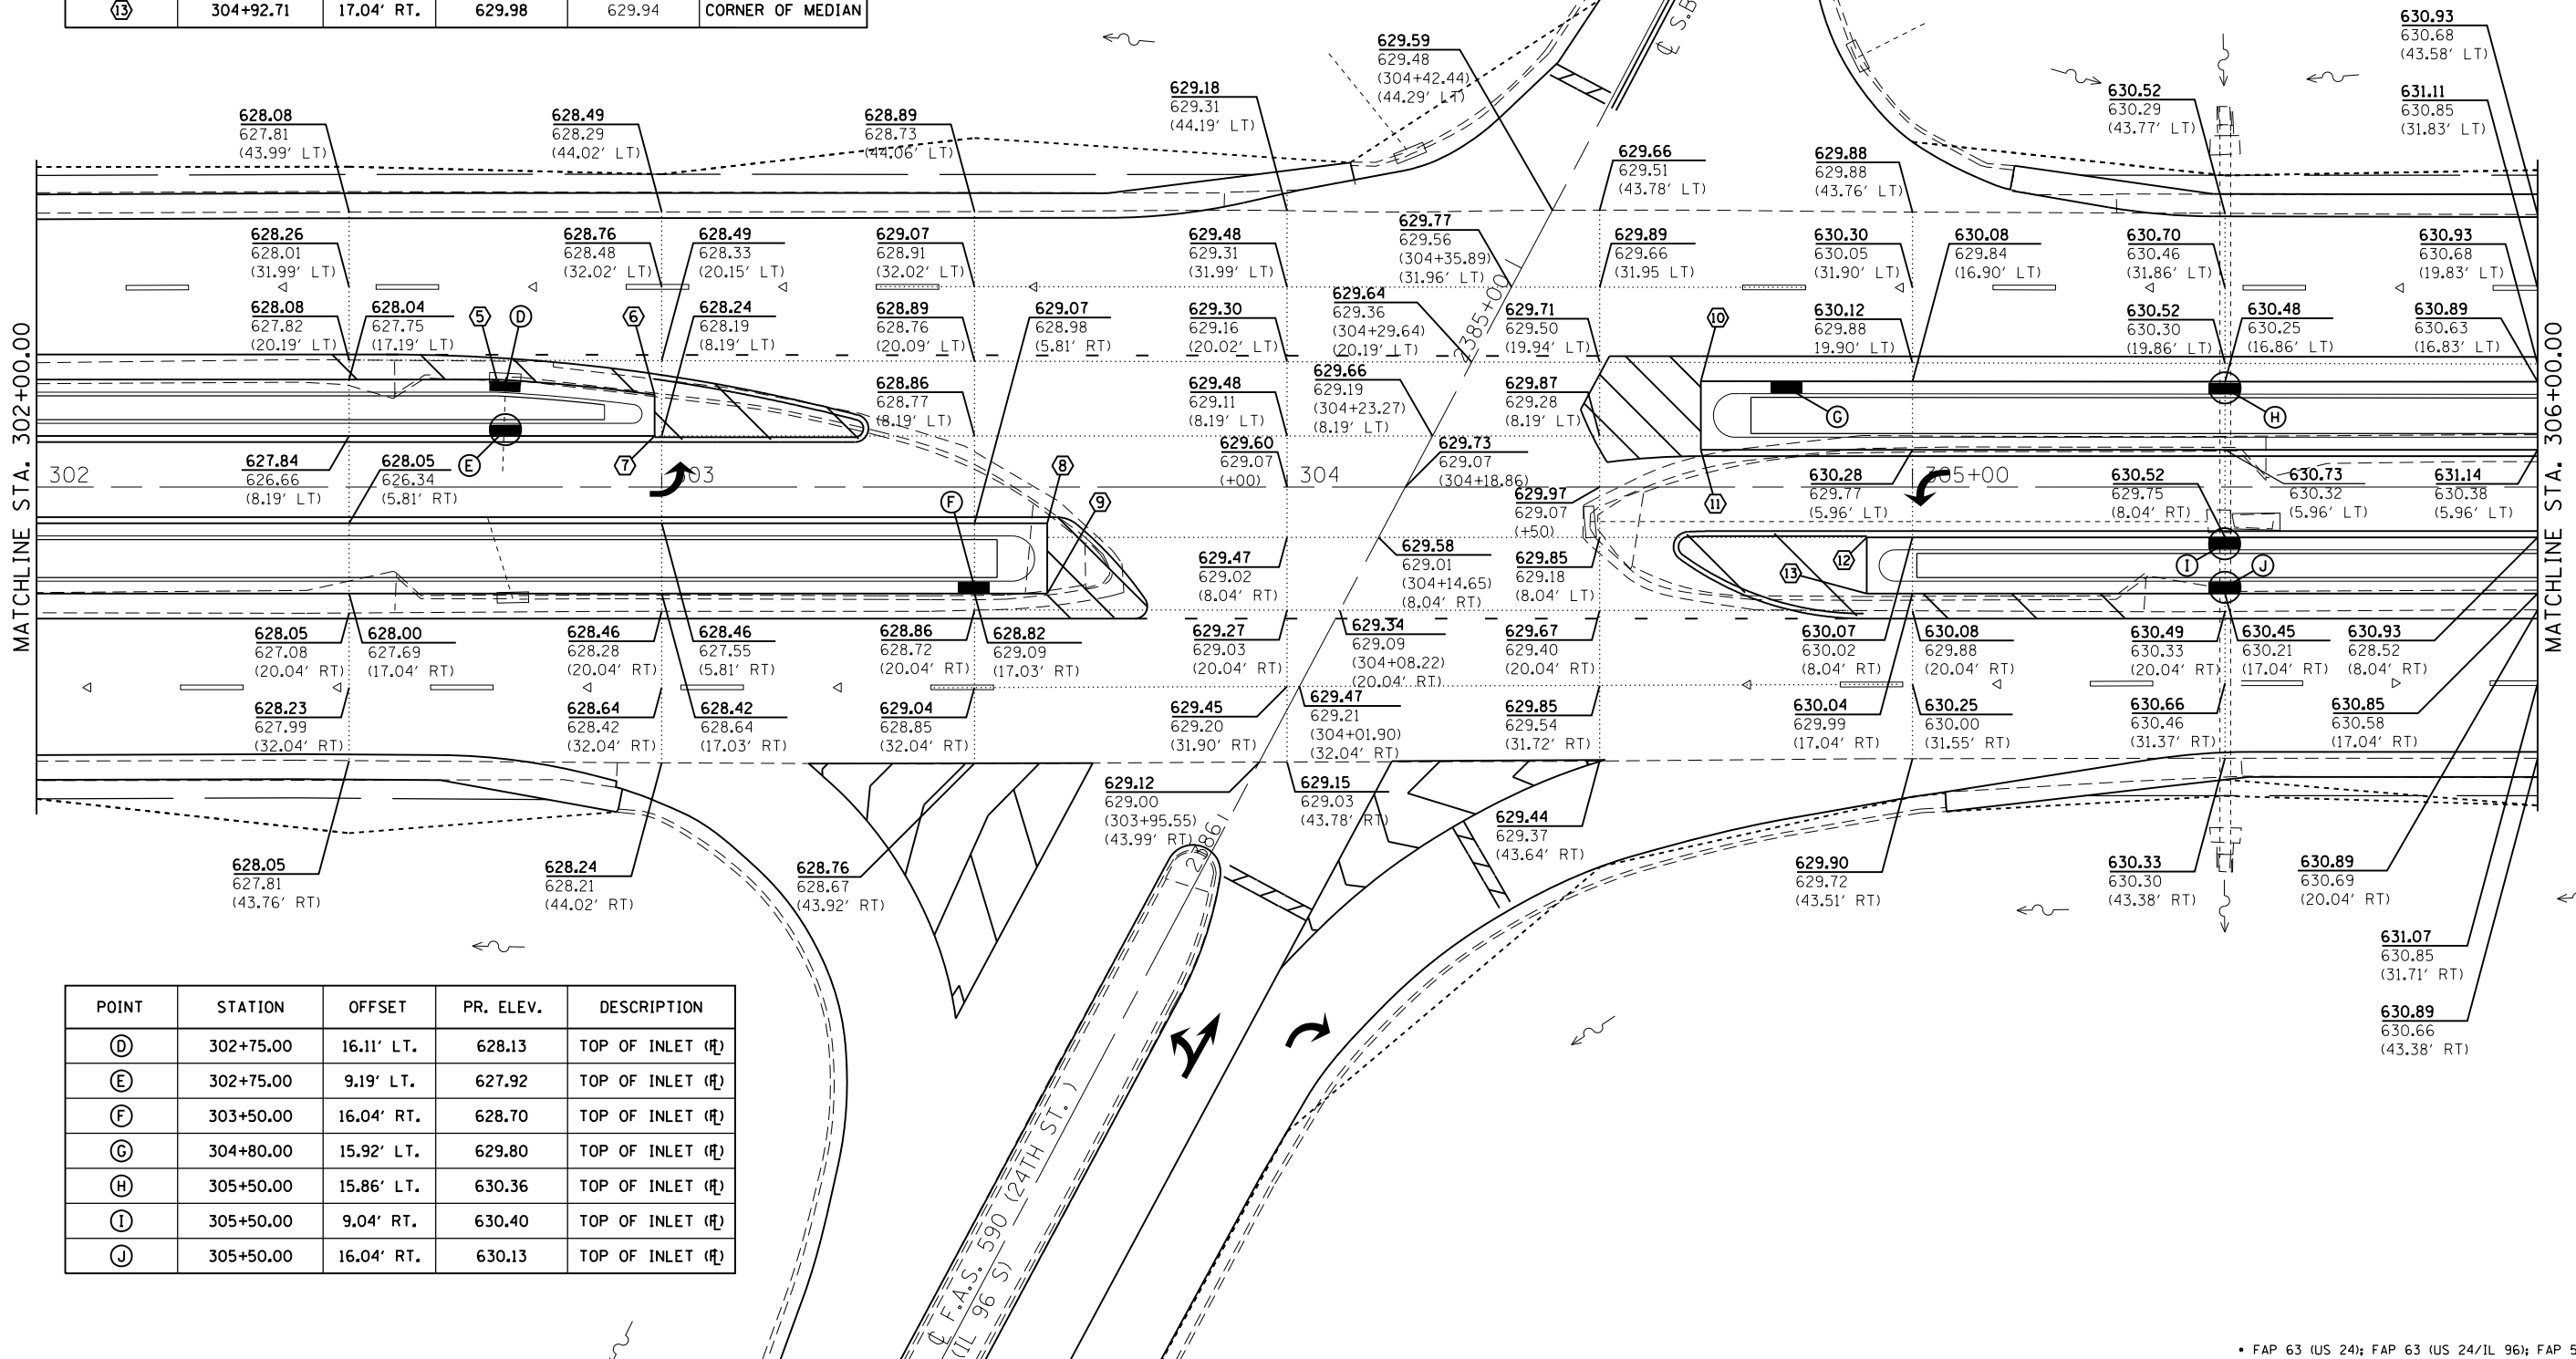 13 304+92.71 17.04' RT. 629.98 629.94 CORNER OF MEDIAN
630.93
630.68
(43.58' LT)
629.59
629.48
(304+42.44)
(44.29' LT)
℄ S.B
629.18
629.31
(44.19' LT)
630.52
630.29
(43.77' LT)
631.11
630.85
(31.83' LT)
628.08
627.81
(43.99' LT)
628.49
628.29
(44.02' LT)
628.89
628.73
(44.06' LT)
629.66
629.51
(43.78' LT)
629.88
629.88
(43.76' LT)
628.26
628.01
(31.99' LT)
628.76
628.48
(32.02' LT)
628.49
628.33
(20.15' LT)
629.07
628.91
(32.02' LT)
629.48
629.31
(31.99' LT)
629.77
629.56
(304+35.89)
(31.96' LT)
629.89
629.66
(31.95 LT)
630.30
630.05
(31.90' LT)
630.08
629.84
(16.90' LT)
630.70
630.46
(31.86' LT)
630.93
630.68
(19.83' LT)
628.08
627.82
(20.19' LT)
628.04
627.75
(17.19' LT)
5 D 6
628.24
628.19
(8.19' LT)
628.89
628.76
(20.09' LT)
629.07
628.98
(5.81' RT)
629.30
629.16
(20.02' LT)
629.64
629.36
(304+29.64)
(20.19' LT)
2385+00
629.71
629.50
(19.94' LT)
10
630.12
629.88
19.90' LT)
630.52
630.30
(19.86' LT)
630.48
630.25
(16.86' LT)
630.89
630.63
(16.83' LT)
628.86
628.77
(8.19' LT)
629.48
629.11
(8.19' LT)
629.66
629.19
(304+23.27)
(8.19' LT)
629.87
629.28
(8.19' LT)
G H
MATCHLINE STA. 302+00.00
MATCHLINE STA. 306+00.00
302
627.84
626.66
(8.19' LT)
628.05
626.34
(5.81' RT)
E 7
303
F 8 9
629.60
629.07
(+00)
304
629.73
629.07
(304+18.86)
629.97
629.07
(+50)
11
630.28
629.77
(5.96' LT)
305+00
630.52
629.75
(8.04' RT)
630.73
630.32
(5.96' LT)
631.14
630.38
(5.96' LT)
629.47
629.02
(8.04' RT)
629.58
629.01
(304+14.65)
(8.04' RT)
629.85
629.18
(8.04' LT)
13 12 I J
628.05
627.08
(20.04' RT)
628.00
627.69
(17.04' RT)
628.46
628.28
(20.04' RT)
628.46
627.55
(5.81' RT)
628.86
628.72
(20.04' RT)
628.82
629.09
(17.03' RT)
629.27
629.03
(20.04' RT)
629.34
629.09
(304+08.22)
(20.04' RT)
629.67
629.40
(20.04' RT)
630.07
630.02
(8.04' RT)
630.08
629.88
(20.04' RT)
630.49
630.33
(20.04' RT)
630.45
630.21
(17.04' RT)
630.93
628.52
(8.04' RT)
628.23
627.99
(32.04' RT)
628.64
628.42
(32.04' RT)
628.42
628.64
(17.03' RT)
629.04
628.85
(32.04' RT)
629.45
629.20
(31.90' RT)
629.47
629.21
(304+01.90)
(32.04' RT)
629.85
629.54
(31.72' RT)
630.04
629.99
(17.04' RT)
630.25
630.00
(31.55' RT)
630.66
630.46
(31.37' RT)
630.85
630.58
(17.04' RT)
629.12
629.00
(303+95.55)
(43.99' RT)
2386
629.15
629.03
(43.78' RT)
629.44
629.37
(43.64' RT)
628.05
627.81
(43.76' RT)
628.24
628.21
(44.02' RT)
628.76
628.67
(43.92' RT)
629.90
629.72
(43.51' RT)
630.33
630.30
(43.38' RT)
630.89
630.69
(20.04' RT)
631.07
630.85
(31.71' RT)
630.89
630.66
(43.38' RT)
POINT STATION OFFSET PR. ELEV. DESCRIPTION
D 302+75.00 16.11' LT. 628.13 TOP OF INLET (F℄)
E 302+75.00 9.19' LT. 627.92 TOP OF INLET (F℄)
F 303+50.00 16.04' RT. 628.70 TOP OF INLET (F℄)
G 304+80.00 15.92' LT. 629.80 TOP OF INLET (F℄)
H 305+50.00 15.86' LT. 630.36 TOP OF INLET (F℄)
I 305+50.00 9.04' RT. 630.40 TOP OF INLET (F℄)
J 305+50.00 16.04' RT. 630.13 TOP OF INLET (F℄)
℄ F.A.S. 590 (24TH ST. )
(IL 96 S)
• FAP 63 (US 24); FAP 63 (US 24/IL 96); FAP 5